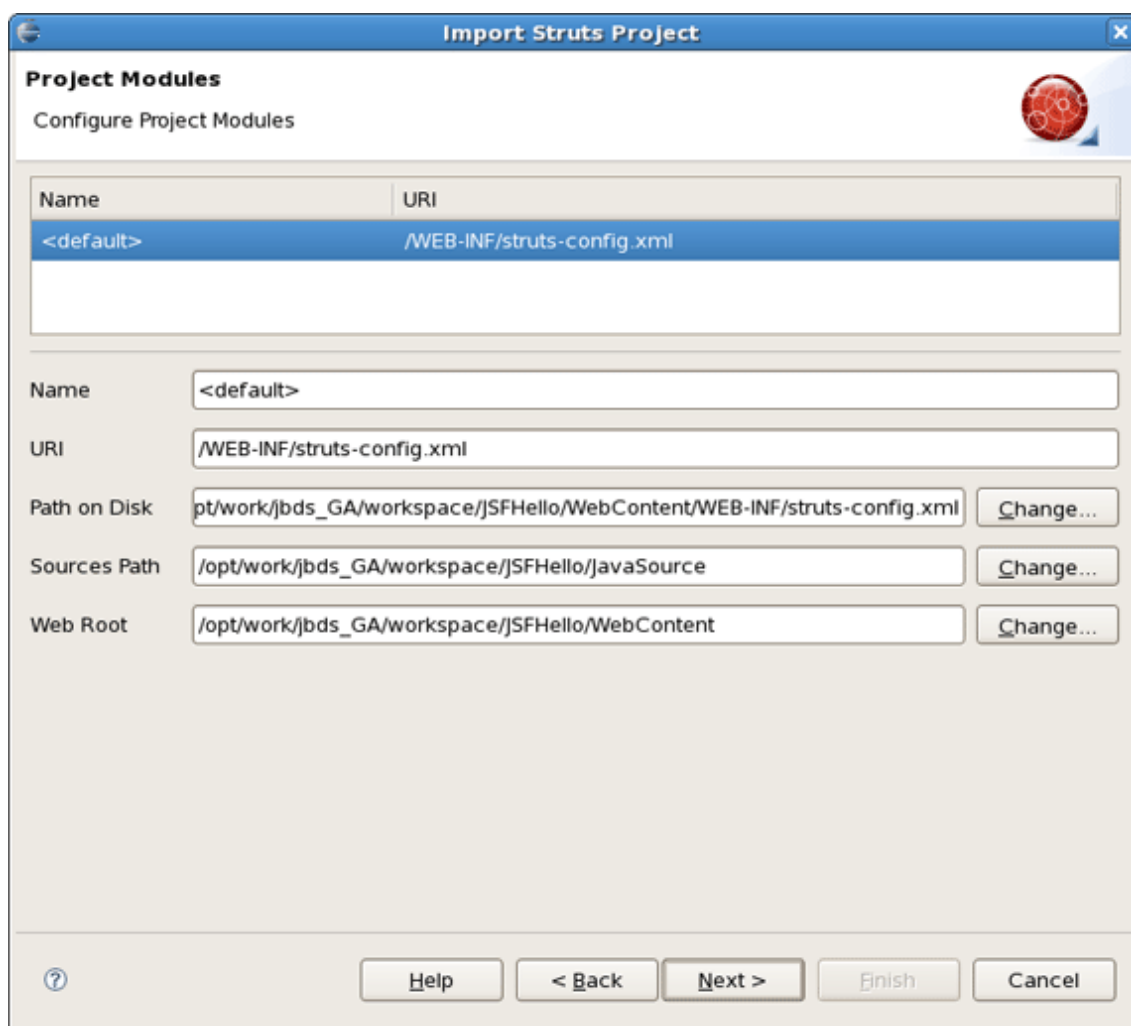 Import Struts Project
Project Modules
Configure Project Modules
Name URI
<default> /WEB-INF/struts-config.xml
Name <default>
URI /WEB-INF/struts-config.xml
Path on Disk pt/work/jbds_GA/workspace/JSFHello/WebContent/WEB-INF/struts-config.xml Change...
Sources Path /opt/work/jbds_GA/workspace/JSFHello/JavaSource Change...
Web Root /opt/work/jbds_GA/workspace/JSFHello/WebContent Change...
? Help < Back Next > Finish Cancel